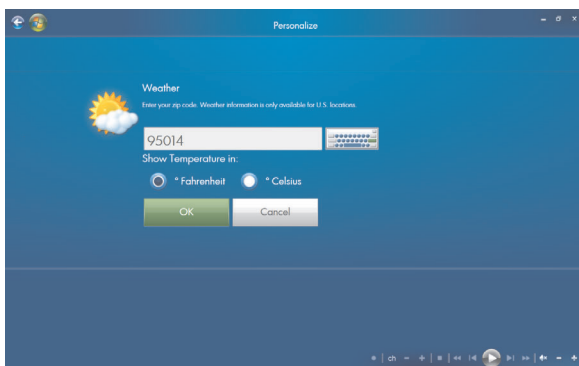 Personalize
Weather
Enter your zip code. Weather information is only available for U.S. locations.
95014
Show Temperature in:
° Fahrenheit ° Celsius
OK Cancel
ch − +